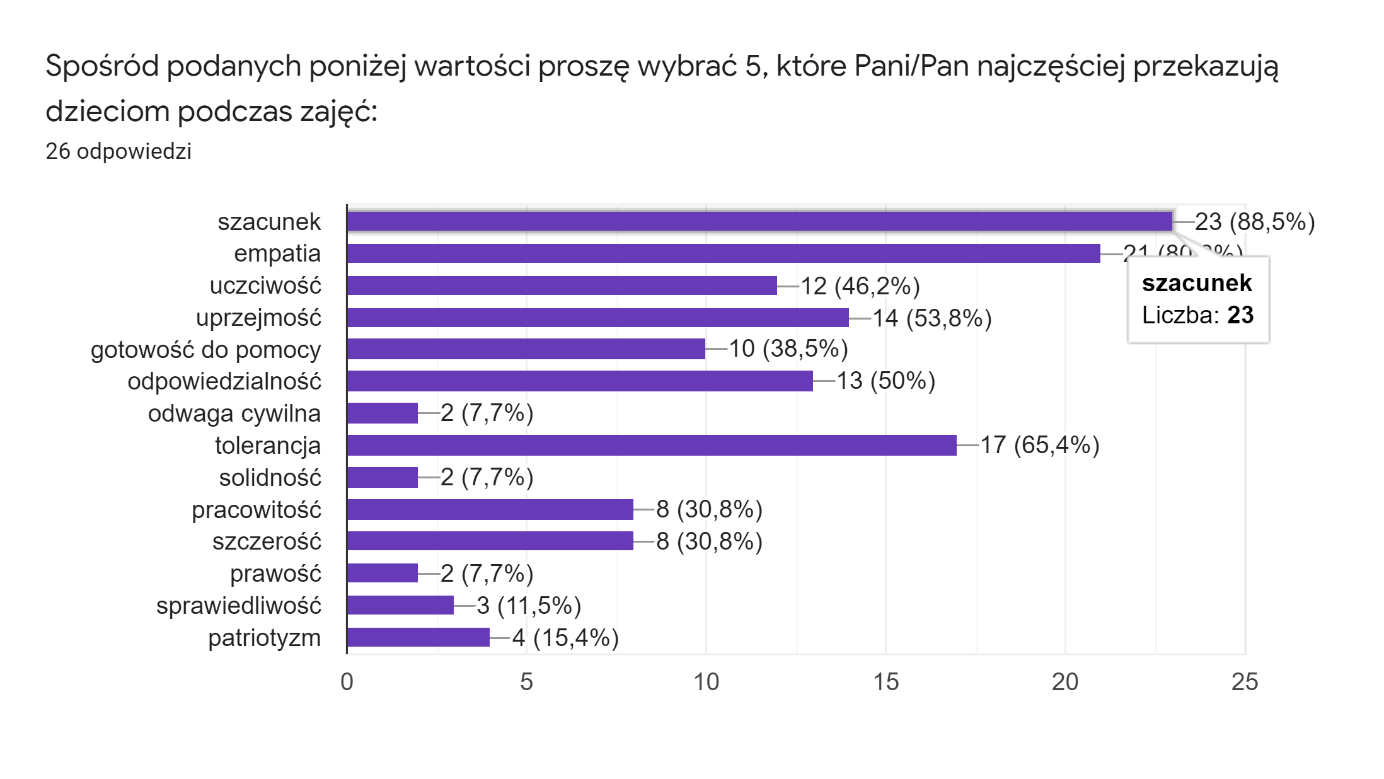 Spośród podanych poniżej wartości proszę wybrać 5, które Pani/Pan najczęściej przekazują
dzieciom podczas zajęć:
26 odpowiedzi
szacunek 23 (88,5%)
empatia 21
uczciwość 12 (46,2%)
szacunek
uprzejmość 14 (53,8%)
Liczba: 23
gotowość do pomocy 10 (38,5%)
odpowiedzialność 13 (50%)
odwaga cywilna 2 (7,7%)
tolerancja 17 (65,4%)
solidność 2 (7,7%)
pracowitość 8 (30,8%)
szczerość 8 (30,8%)
prawość 2 (7,7%)
sprawiedliwość 3 (11,5%)
patriotyzm 4 (15,4%)
0 5 10 15 20 25